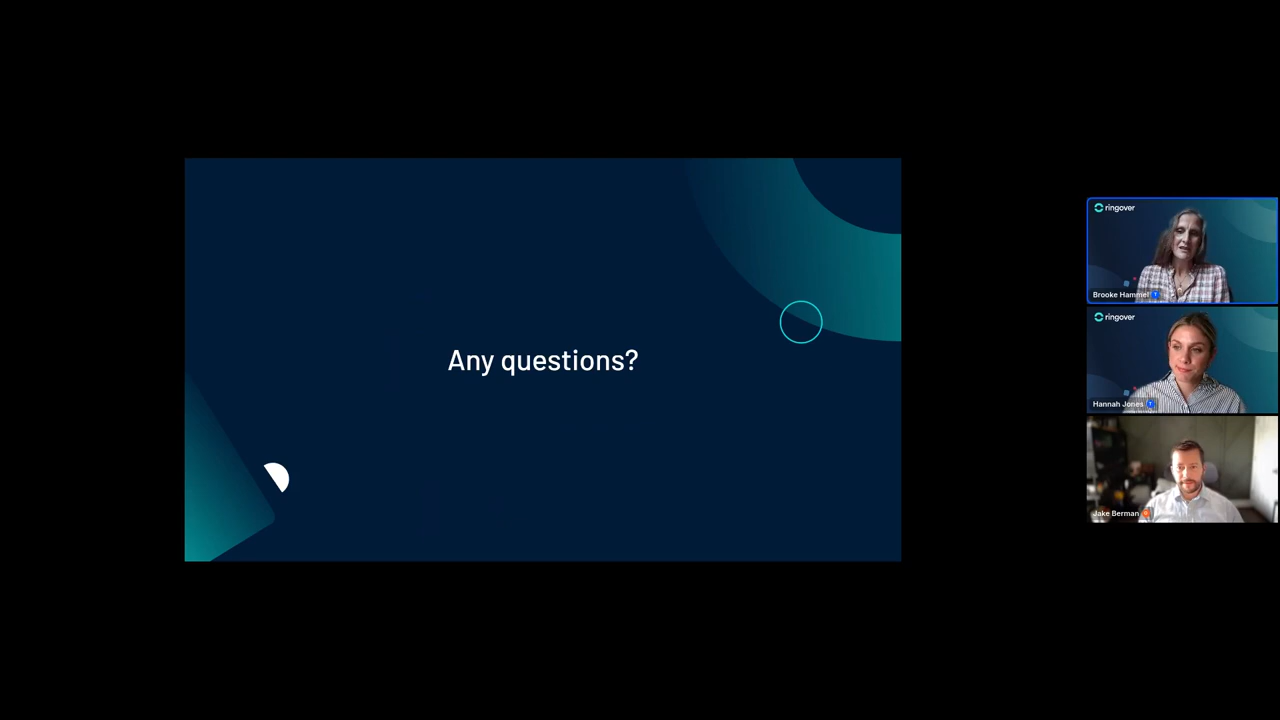 Any questions?
ringover
Brooke Hammel
ringover
Hannah Jones
Jake Berman